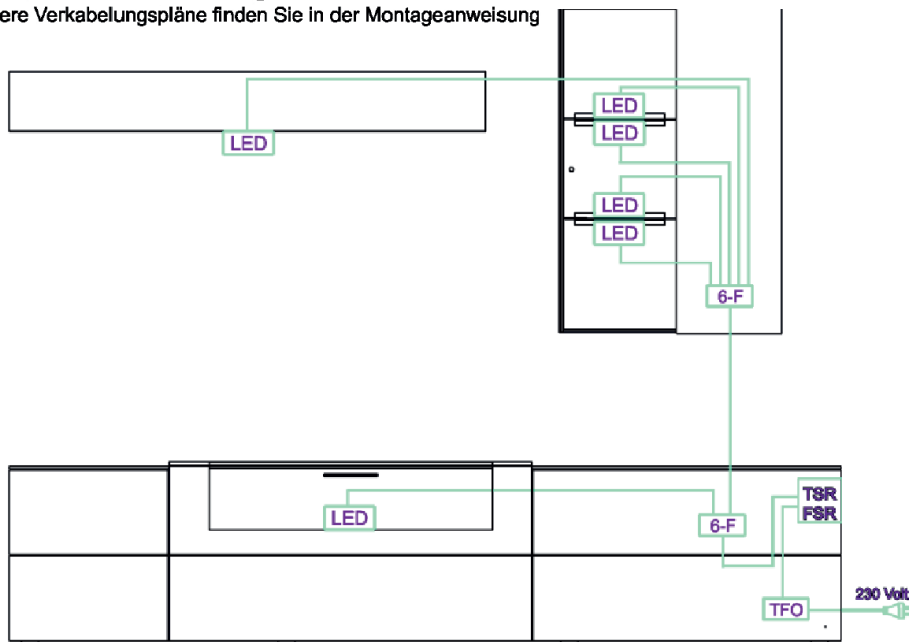 ere Verkabelungspläne finden Sie in der Montageanweisung
LED
LED
LED
LED
LED
6-F
LED
6-F
TSR
FSR
TFO
230 Volt